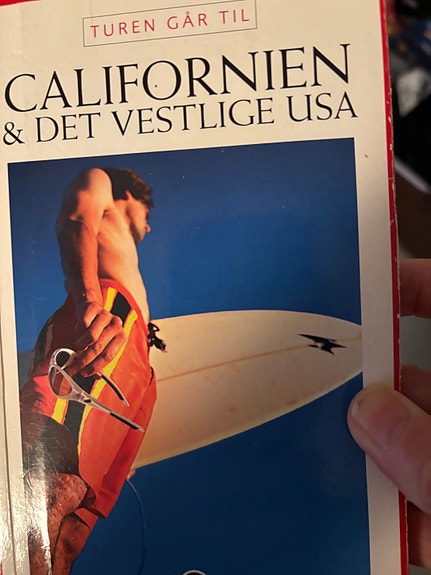 TUREN GÅR TIL
CALIFORNIEN
& DET VESTLIGE USA